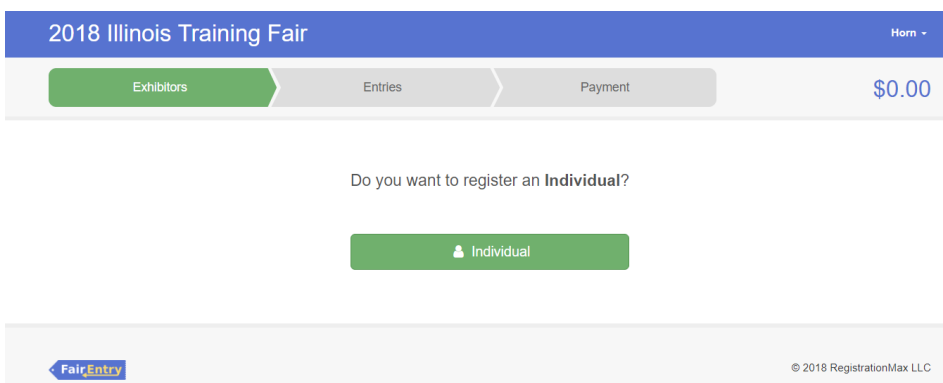 2018 Illinois Training Fair
Horn
Exhibitors
Entries
Payment
$0.00
Do you want to register an Individual?
Individual
FairEntry
© 2018 RegistrationMax LLC